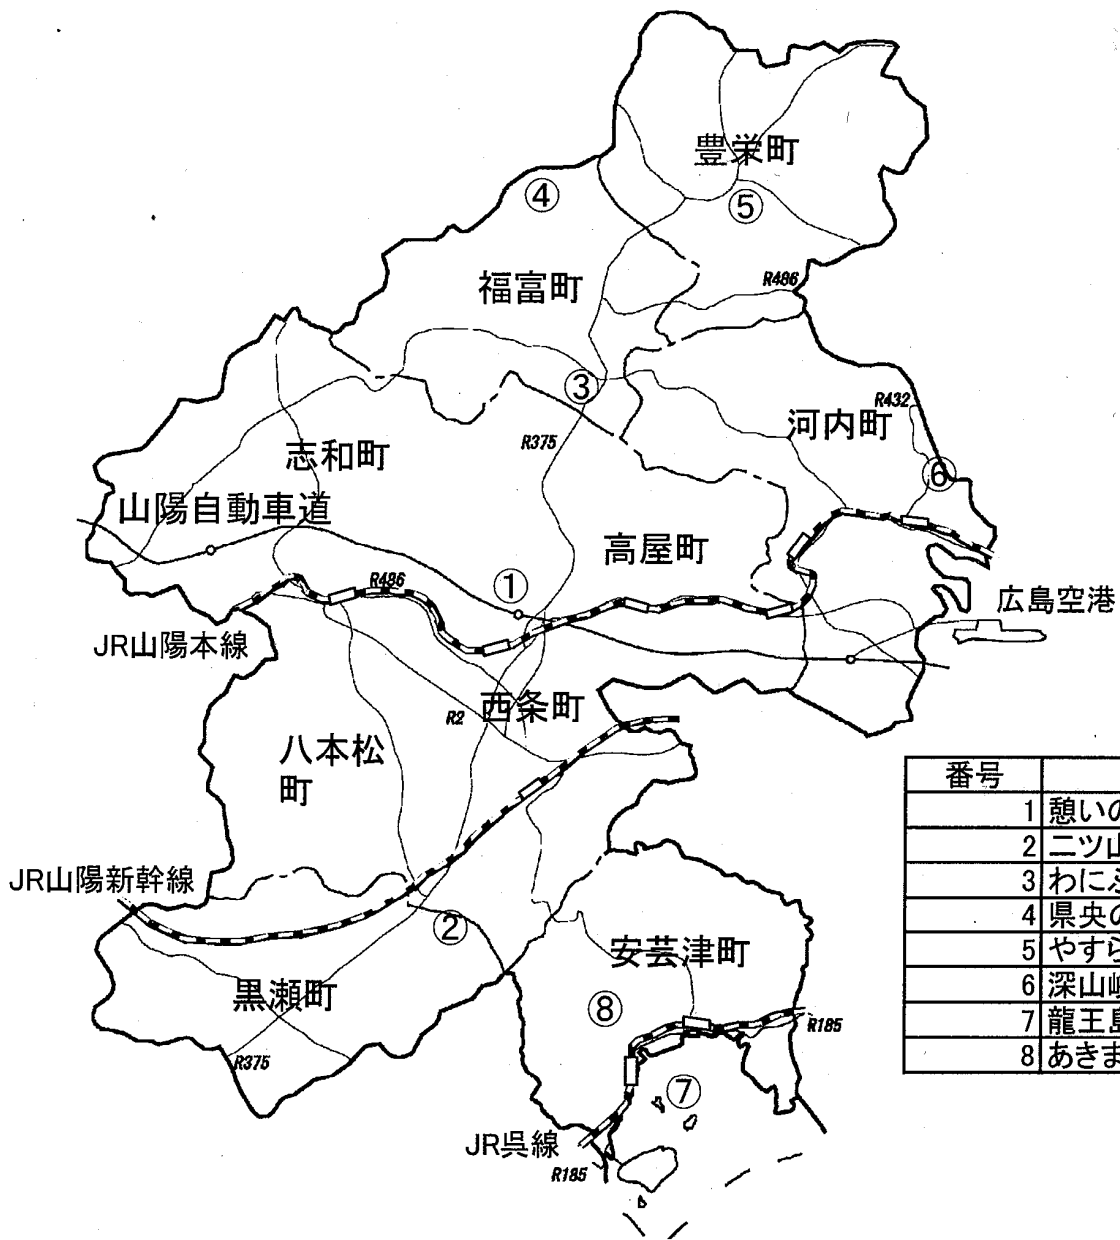 豊栄町
④
⑤
福富町
R486
③
R432
河内町
R375
志和町
⑥
山陽自動車道
高屋町
①
R486
広島空港
JR山陽本線
西条町
R2
八本松
町
JR山陽新幹線
②
安芸津町
黒瀬町
⑧
R185
R375
⑦
JR呉線
R185
番号
1 憩いの
2 二ツ山
3 わにぶ
4 県央の
5 やすら
6 深山峡
7 龍王島
8 あきま